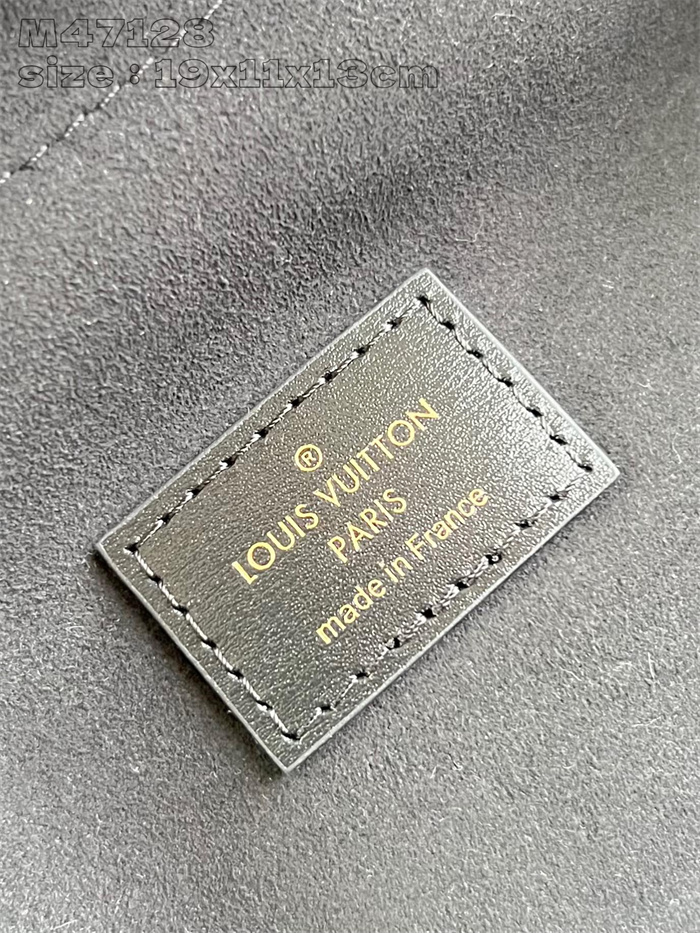 M47128
size : 19x11x13cm
®
LOUIS VUITTON
PARIS
made in France